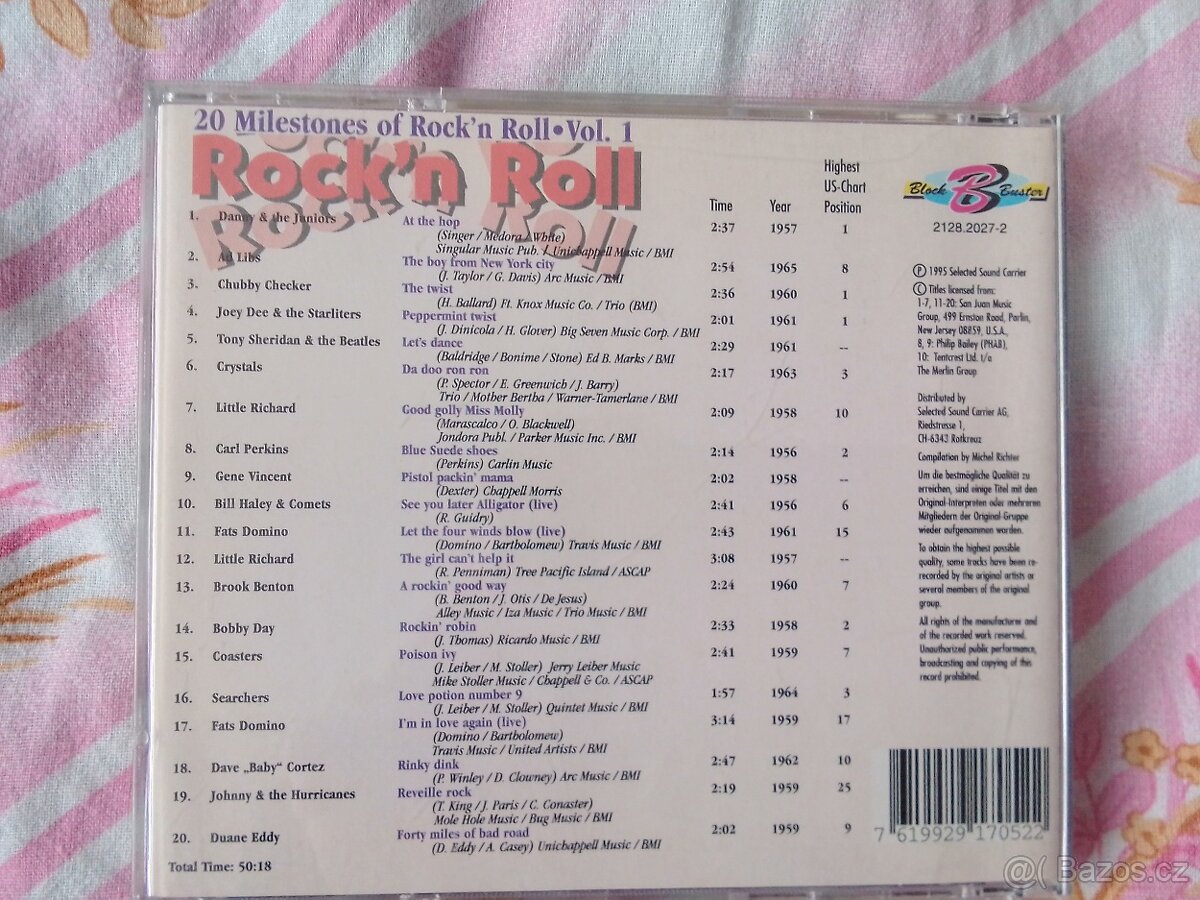 20 Milestones of Rock'n Roll•Vol. 1
Rock'n Roll
Rock'n Roll
Time Year Highest US-Chart Position
1. Danny & the Juniors At the hop 2:37 1957 1
(Singer / Medora / White)
Singular Music Pub. / Unichappell Music / BMI
2. Ad Libs The boy from New York city 2:54 1965 8
(J. Taylor / G. Davis) Arc Music / BMI
3. Chubby Checker The twist 2:36 1960 1
(H. Ballard) Ft. Knox Music Co. / Trio (BMI)
4. Joey Dee & the Starliters Peppermint twist 2:01 1961 1
(J. Dinicola / H. Glover) Big Seven Music Corp. / BMI
5. Tony Sheridan & the Beatles Let's dance 2:29 1961 --
(Baldridge / Bonime / Stone) Ed B. Marks / BMI
6. Crystals Da doo ron ron 2:17 1963 3
(P. Spector / E. Greenwich / J. Barry)
Trio / Mother Bertha / Warner-Tamerlane / BMI
7. Little Richard Good golly Miss Molly 2:09 1958 10
(Marascalco / O. Blackwell)
Jondora Publ. / Parker Music Inc. / BMI
8. Carl Perkins Blue Suede shoes 2:14 1956 2
(Perkins) Carlin Music
9. Gene Vincent Pistol packin' mama 2:02 1958 --
(Dexter) Chappell Morris
10. Bill Haley & Comets See you later Alligator (live) 2:41 1956 6
(R. Guidry)
11. Fats Domino Let the four winds blow (live) 2:43 1961 15
(Domino / Bartholomew) Travis Music / BMI
12. Little Richard The girl can't help it 3:08 1957 --
(R. Penniman) Tree Pacific Island / ASCAP
13. Brook Benton A rockin' good way 2:24 1960 7
(B. Benton / J. Otis / De Jesus)
Alley Music / Iza Music / Trio Music / BMI
14. Bobby Day Rockin' robin 2:33 1958 2
(J. Thomas) Ricardo Music / BMI
15. Coasters Poison ivy 2:41 1959 7
(J. Leiber / M. Stoller) Jerry Leiber Music
Mike Stoller Music / Chappell & Co. / ASCAP
16. Searchers Love potion number 9 1:57 1964 3
(J. Leiber / M. Stoller) Quintet Music / BMI
17. Fats Domino I'm in love again (live) 3:14 1959 17
(Domino / Bartholomew)
Travis Music / United Artists / BMI
18. Dave „Baby“ Cortez Rinky dink 2:47 1962 10
(P. Winley / D. Clowney) Arc Music / BMI
19. Johnny & the Hurricanes Reveille rock 2:19 1959 25
(T. King / J. Paris / C. Conaster)
Mole Hole Music / Bug Music / BMI
20. Duane Eddy Forty miles of bad road 2:02 1959 9
(D. Eddy / A. Casey) Unichappell Music / BMI
Total Time: 50:18
Block B Buster!
2128.2027-2
Ⓟ 1995 Selected Sound Carrier
Ⓒ Titles licensed from:
1-7, 11-20: San Juan Music
Group, 499 Ernston Road, Parlin,
New Jersey 08859, U.S.A.,
8, 9: Philip Bailey (PHAB),
10: Tentcrest Ltd. t/a
The Merlin Group
Distributed by
Selected Sound Carrier AG,
Riedstrasse 1,
CH-6343 Rotkreuz
Compilation by Michel Richter
Um die bestmögliche Qualität zu
erreichen, sind einige Titel mit den
Original-Interpreten oder mehreren
Mitgliedern der Original-Gruppe
wieder aufgenommen worden.
To obtain the highest possible
quality, some tracks have been re-
recorded by the original artists or
several members of the original
group.
All rights of the manufacturer and
of the recorded work reserved.
Unauthorized public performance,
broadcasting and copying of this
record prohibited.
7 619929 170522
@( Bazos.cz